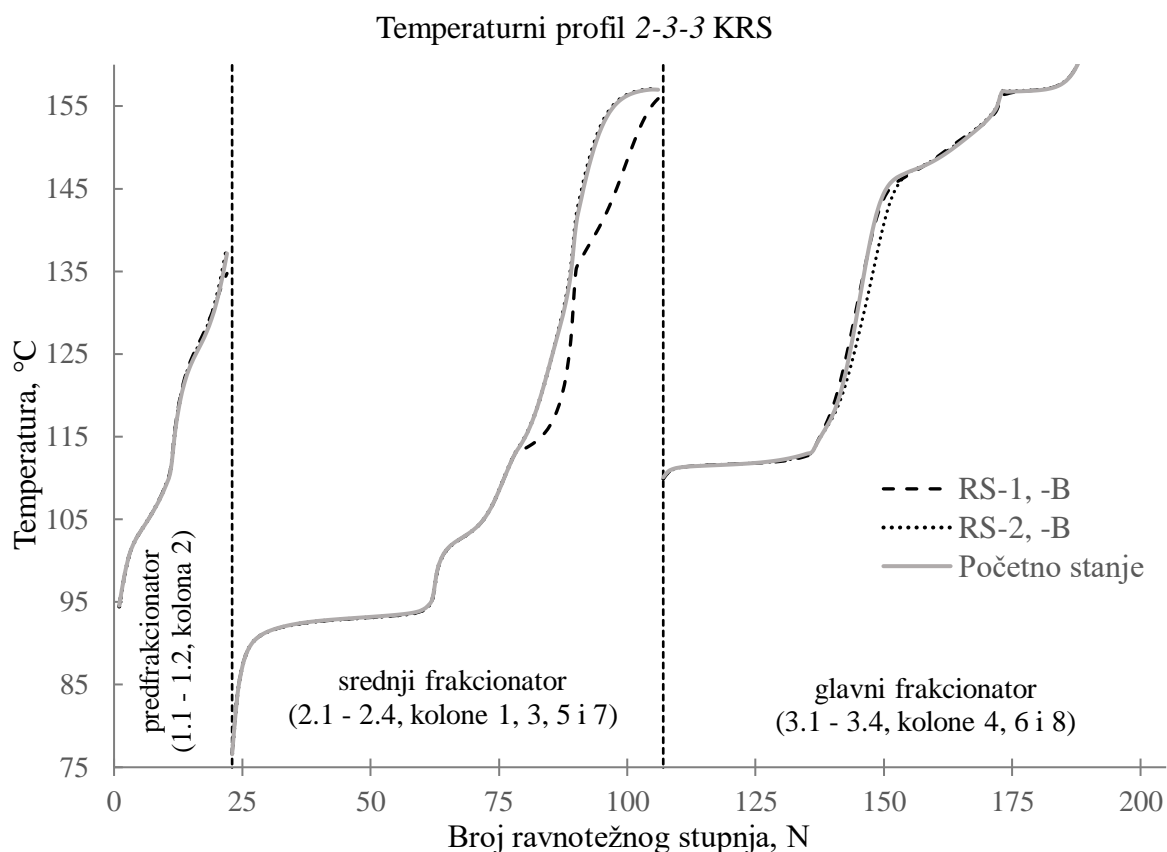 Temperaturni profil 2-3-3 KRS
Temperatura, °C
155
145
135
125
115
105
95
85
75
predfrakcionator
(1.1 - 1.2, kolona 2)
srednji frakcionator
(2.1 - 2.4, kolone 1, 3, 5 i 7)
glavni frakcionator
(3.1 - 3.4, kolone 4, 6 i 8)
RS-1, -B
RS-2, -B
Početno stanje
0 25 50 75 100 125 150 175 200
Broj ravnotežnog stupnja, N